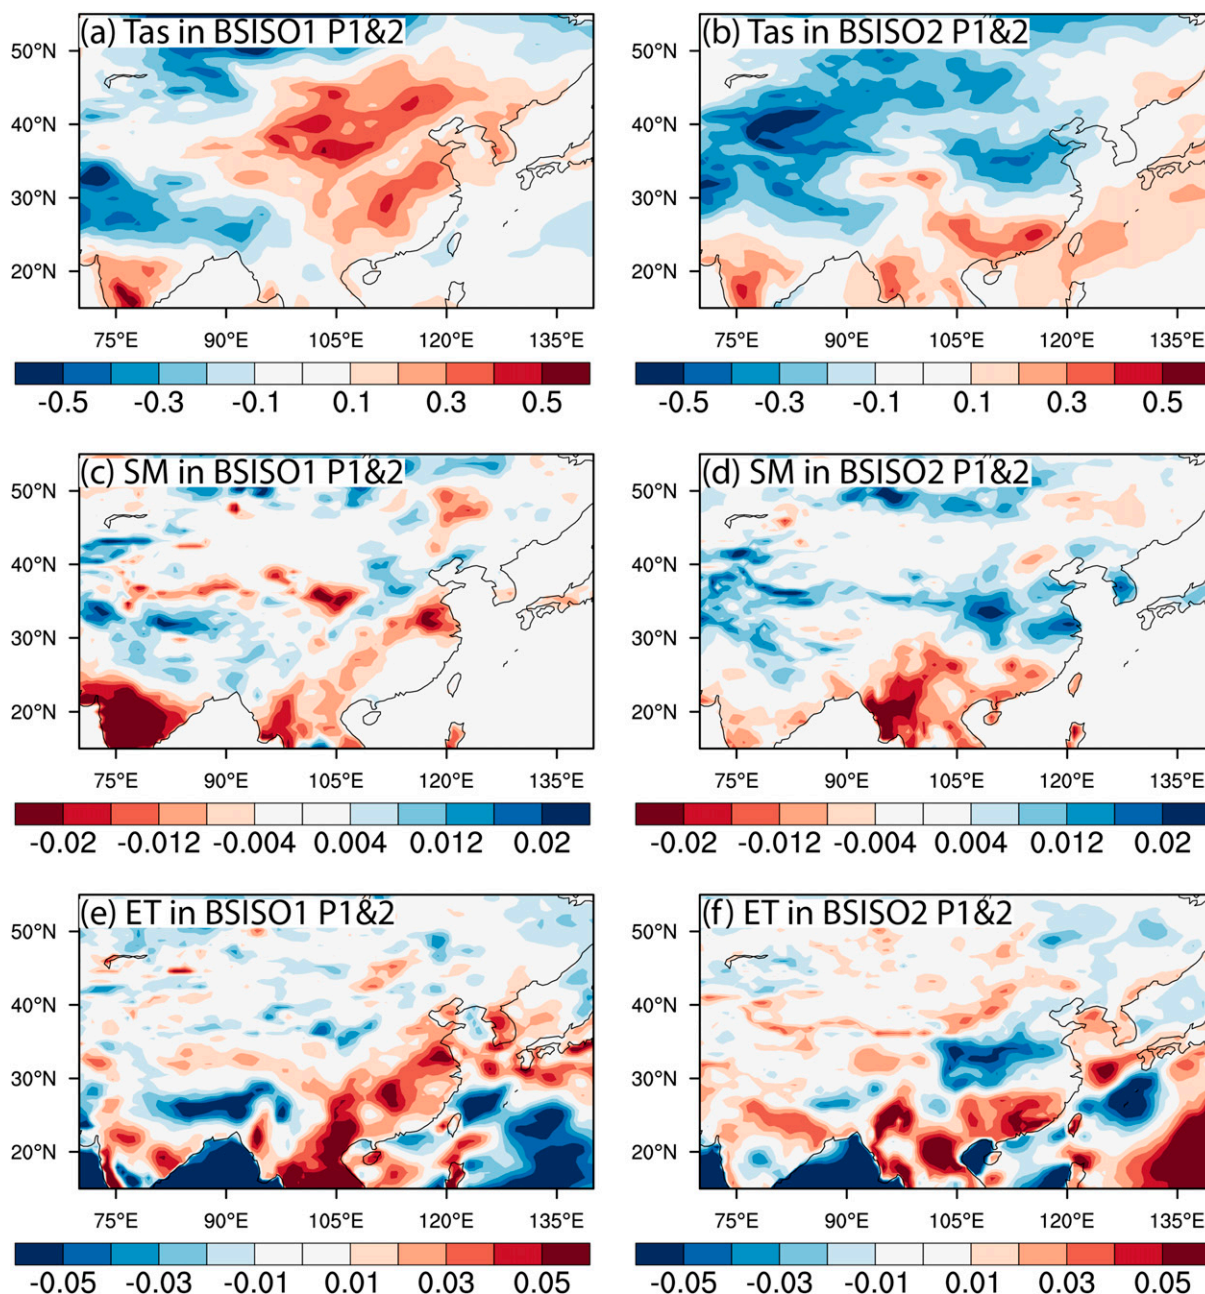 (a) Tas in BSISO1 P1&2
(b) Tas in BSISO2 P1&2
50°N
40°N
30°N
20°N
50°N
40°N
30°N
20°N
75°E 90°E 105°E 120°E 135°E
75°E 90°E 105°E 120°E 135°E
-0.5 -0.3 -0.1 0.1 0.3 0.5
-0.5 -0.3 -0.1 0.1 0.3 0.5
(c) SM in BSISO1 P1&2
(d) SM in BSISO2 P1&2
50°N
40°N
30°N
20°N
50°N
40°N
30°N
20°N
75°E 90°E 105°E 120°E 135°E
75°E 90°E 105°E 120°E 135°E
-0.02 -0.012 -0.004 0.004 0.012 0.02
-0.02 -0.012 -0.004 0.004 0.012 0.02
(e) ET in BSISO1 P1&2
(f) ET in BSISO2 P1&2
50°N
40°N
30°N
20°N
50°N
40°N
30°N
20°N
75°E 90°E 105°E 120°E 135°E
75°E 90°E 105°E 120°E 135°E
-0.05 -0.03 -0.01 0.01 0.03 0.05
-0.05 -0.03 -0.01 0.01 0.03 0.05